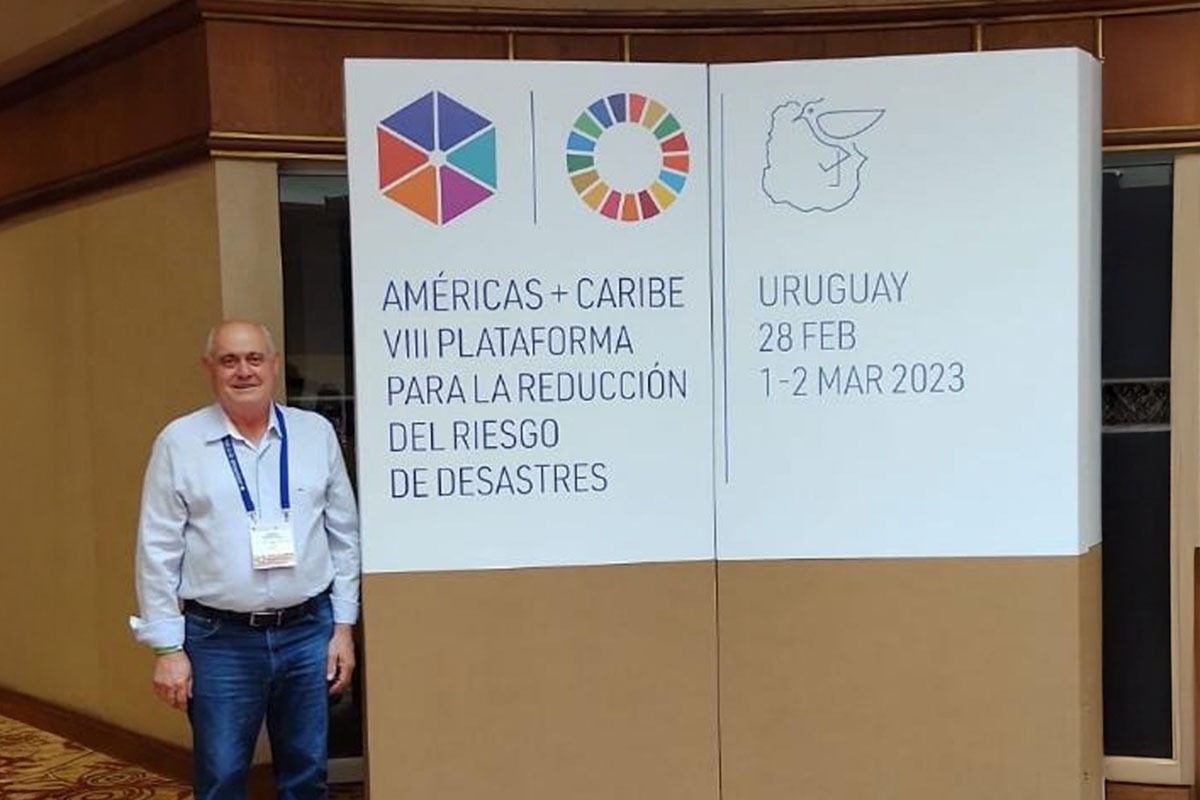 AMÉRICAS + CARIBE
VIII PLATAFORMA
PARA LA REDUCCIÓN
DEL RIESGO
DE DESASTRES
URUGUAY
28 FEB
1-2 MAR 2023